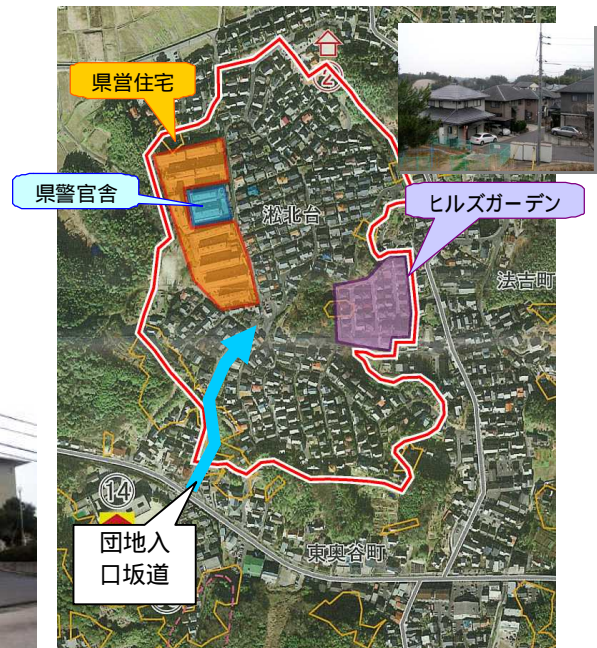 県営住宅
県警官舎
淞北台
ヒルズガーデン
法吉町
14
団地入
口坂道
東奥谷町